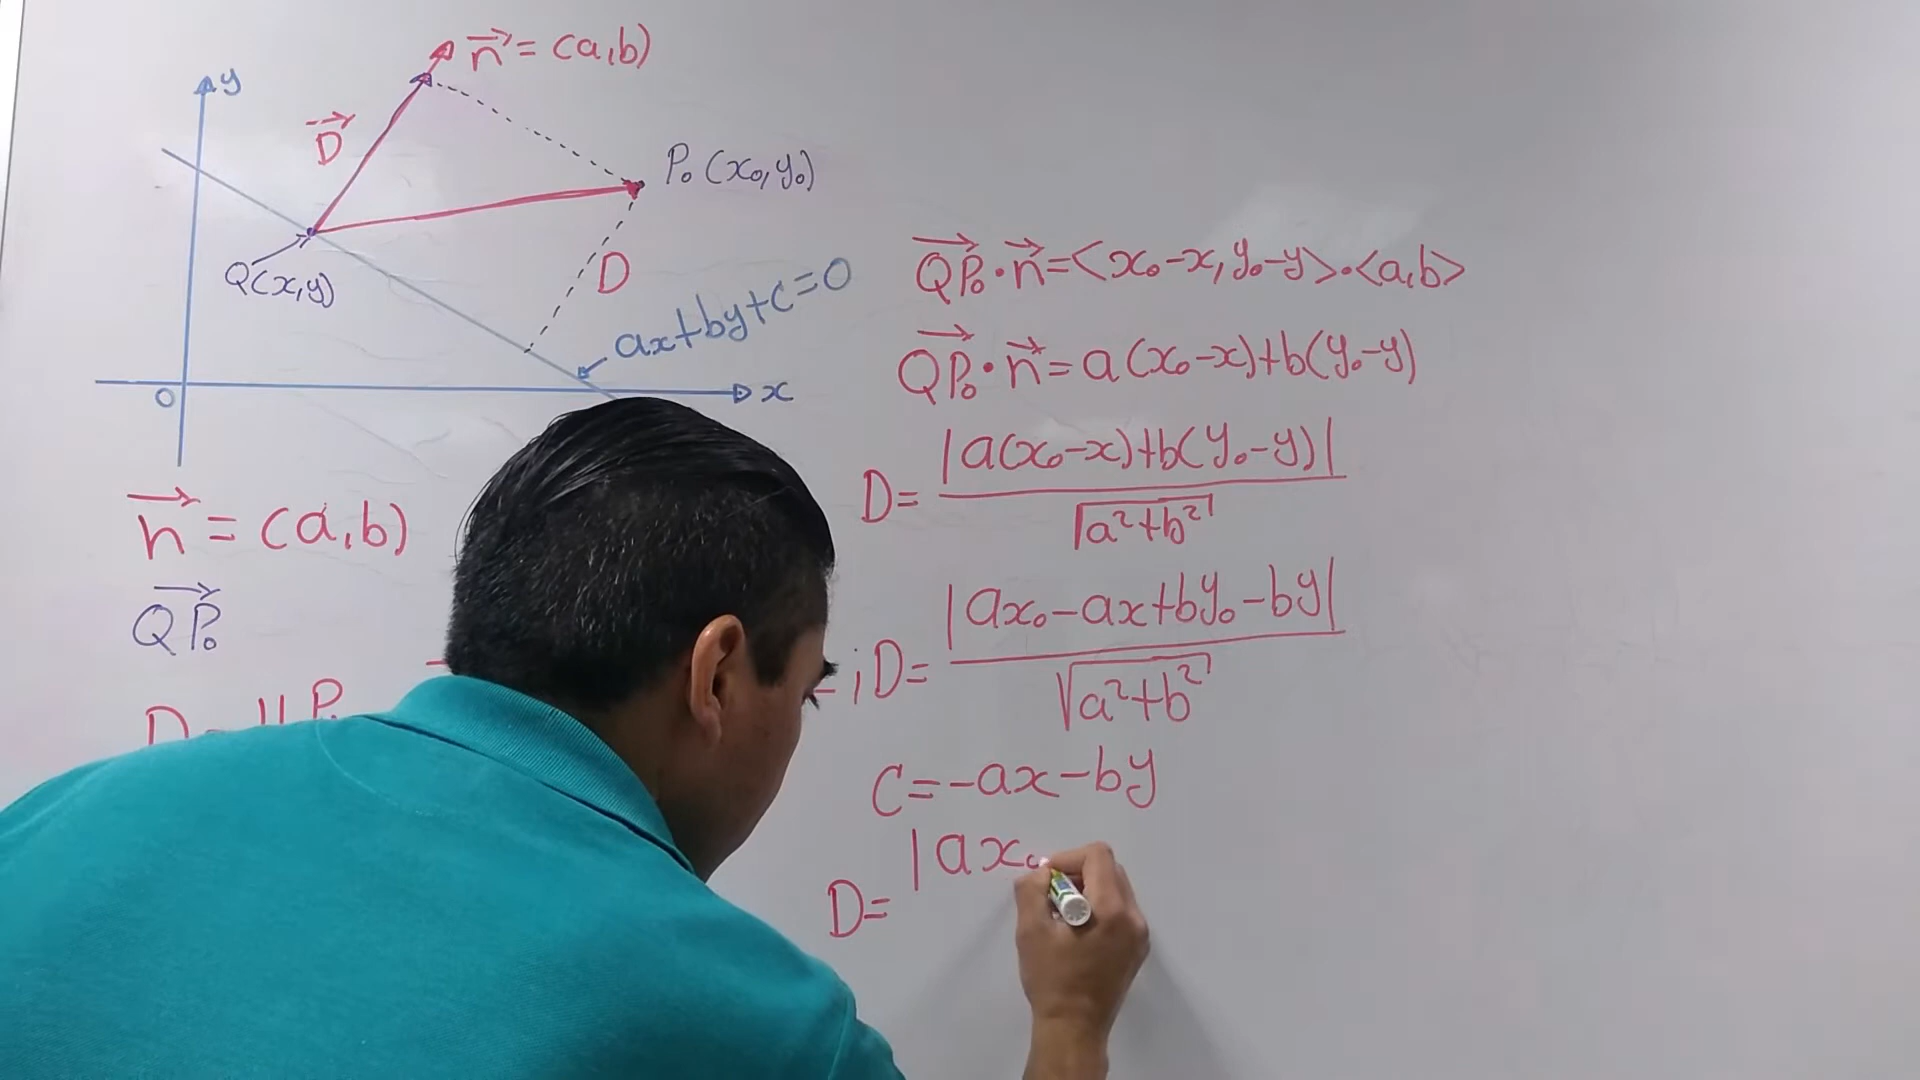 n⃗ = (a,b)
y
D⃗
P₀ (x₀,y₀)
Q(x,y)
D
ax+by+c=0
0
x
n⃗ = (a,b)
QP₀⃗
D = ||P
QP₀⃗·n⃗=<x₀-x,y₀-y>·<a,b>
QP₀⃗·n⃗=a(x₀-x)+b(y₀-y)
D= |a(x₀-x)+b(y₀-y)|
√a²+b²
;D= |ax₀-ax+by₀-by|
√a²+b²
C=-ax-by
D= |ax₀